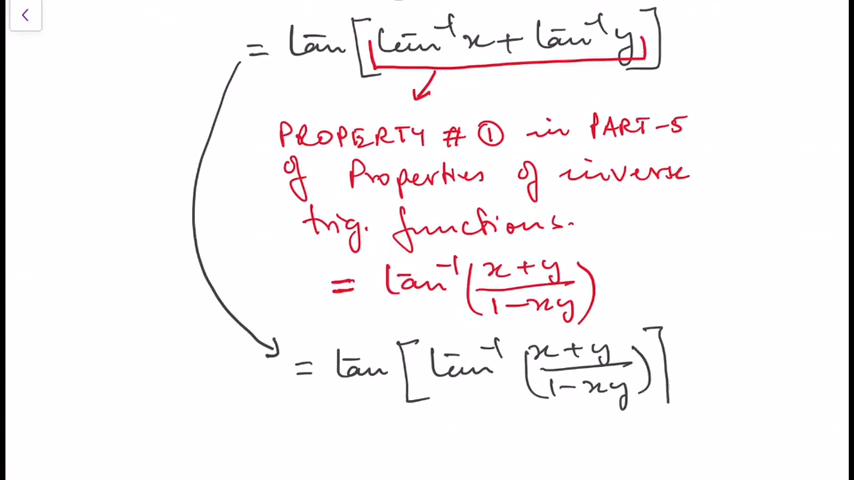 = tan [tan⁻¹x + tan⁻¹y]
PROPERTY # ① in PART-5
of Properties of inverse
trig. functions.
= tan⁻¹(x+y/1-xy)
= tan [tan⁻¹ (x+y/1-xy)]